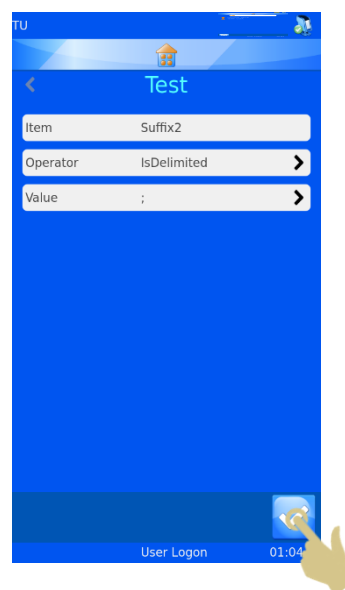 TU
Test
Item Suffix2
Operator IsDelimited
Value ;
User Logon 01:04